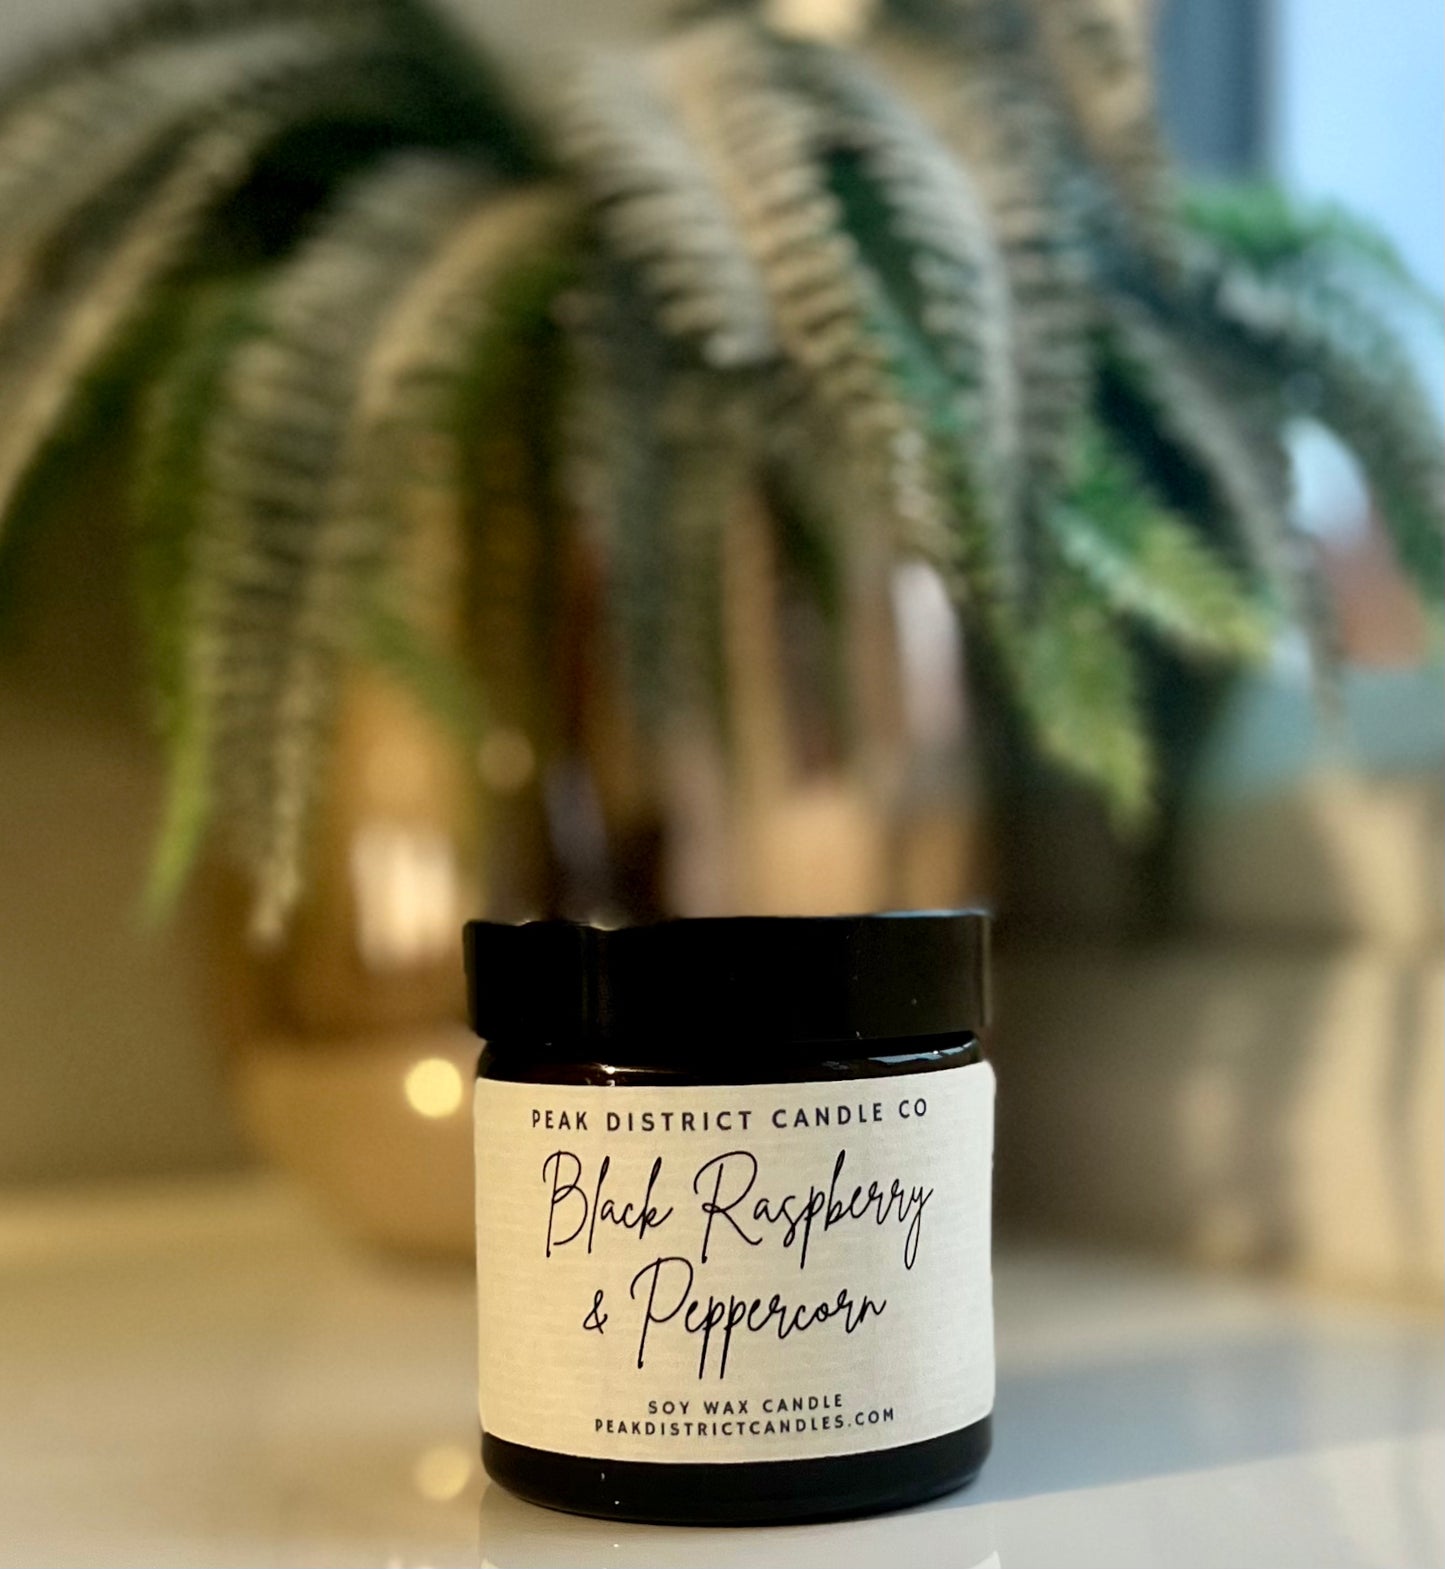 PEAK DISTRICT CANDLE CO
Black Raspberry
& Peppercorn
SOY WAX CANDLE
PEAKDISTRICTCANDLES.COM